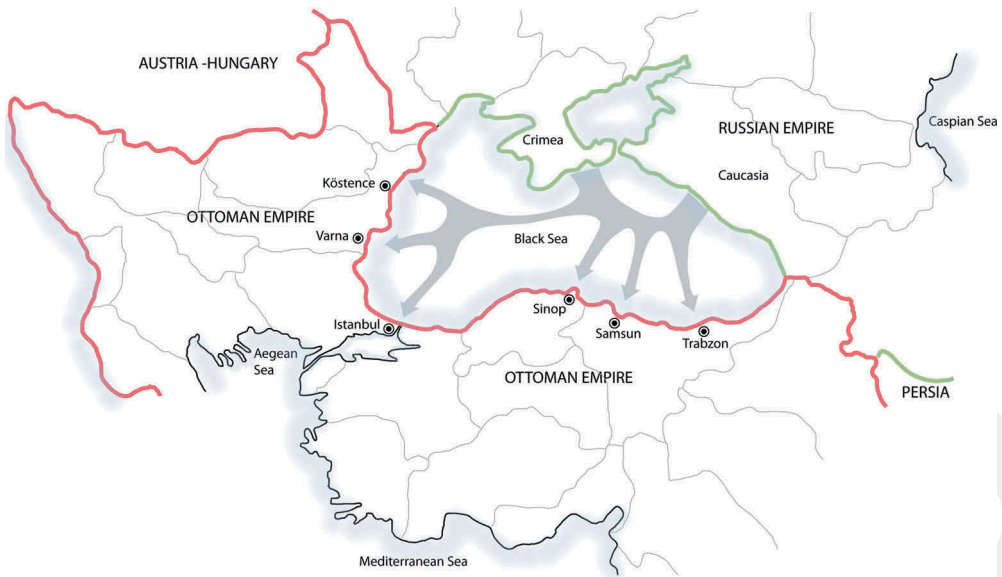 AUSTRIA -HUNGARY
RUSSIAN EMPIRE
Caspian Sea
Crimea
Caucasia
Köstence
OTTOMAN EMPIRE
Varna
Black Sea
Sinop
Istanbul
Samsun
Trabzon
Aegean
Sea
OTTOMAN EMPIRE
PERSIA
Mediterranean Sea